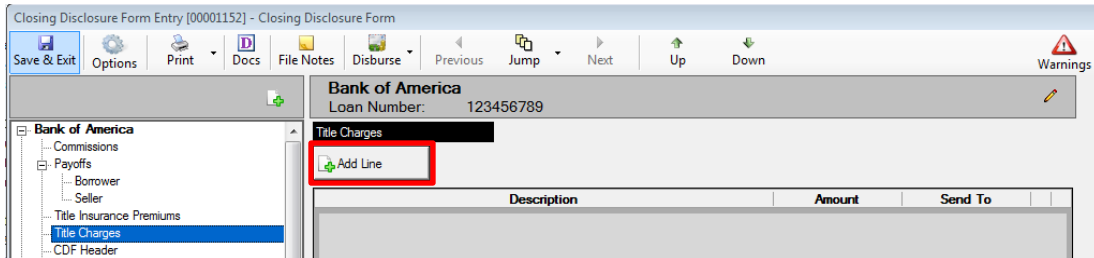 Closing Disclosure Form Entry [00001152] - Closing Disclosure Form
Save & Exit Options Print Docs File Notes Disburse Previous Jump Next Up Down Warnings
Bank of America
Loan Number: 123456789
Bank of America
Commissions
Payoffs
Borrower
Seller
Title Insurance Premiums
Title Charges
CDF Header
Title Charges
Add Line
Description Amount Send To